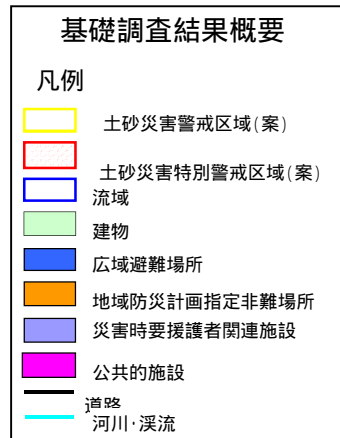 基礎調査結果概要
凡例
土砂災害警戒区域(案)
土砂災害特別警戒区域(案)
流域
建物
広域避難場所
地域防災計画指定非難場所
災害時要援護者関連施設
公共的施設
道路
河川･渓流